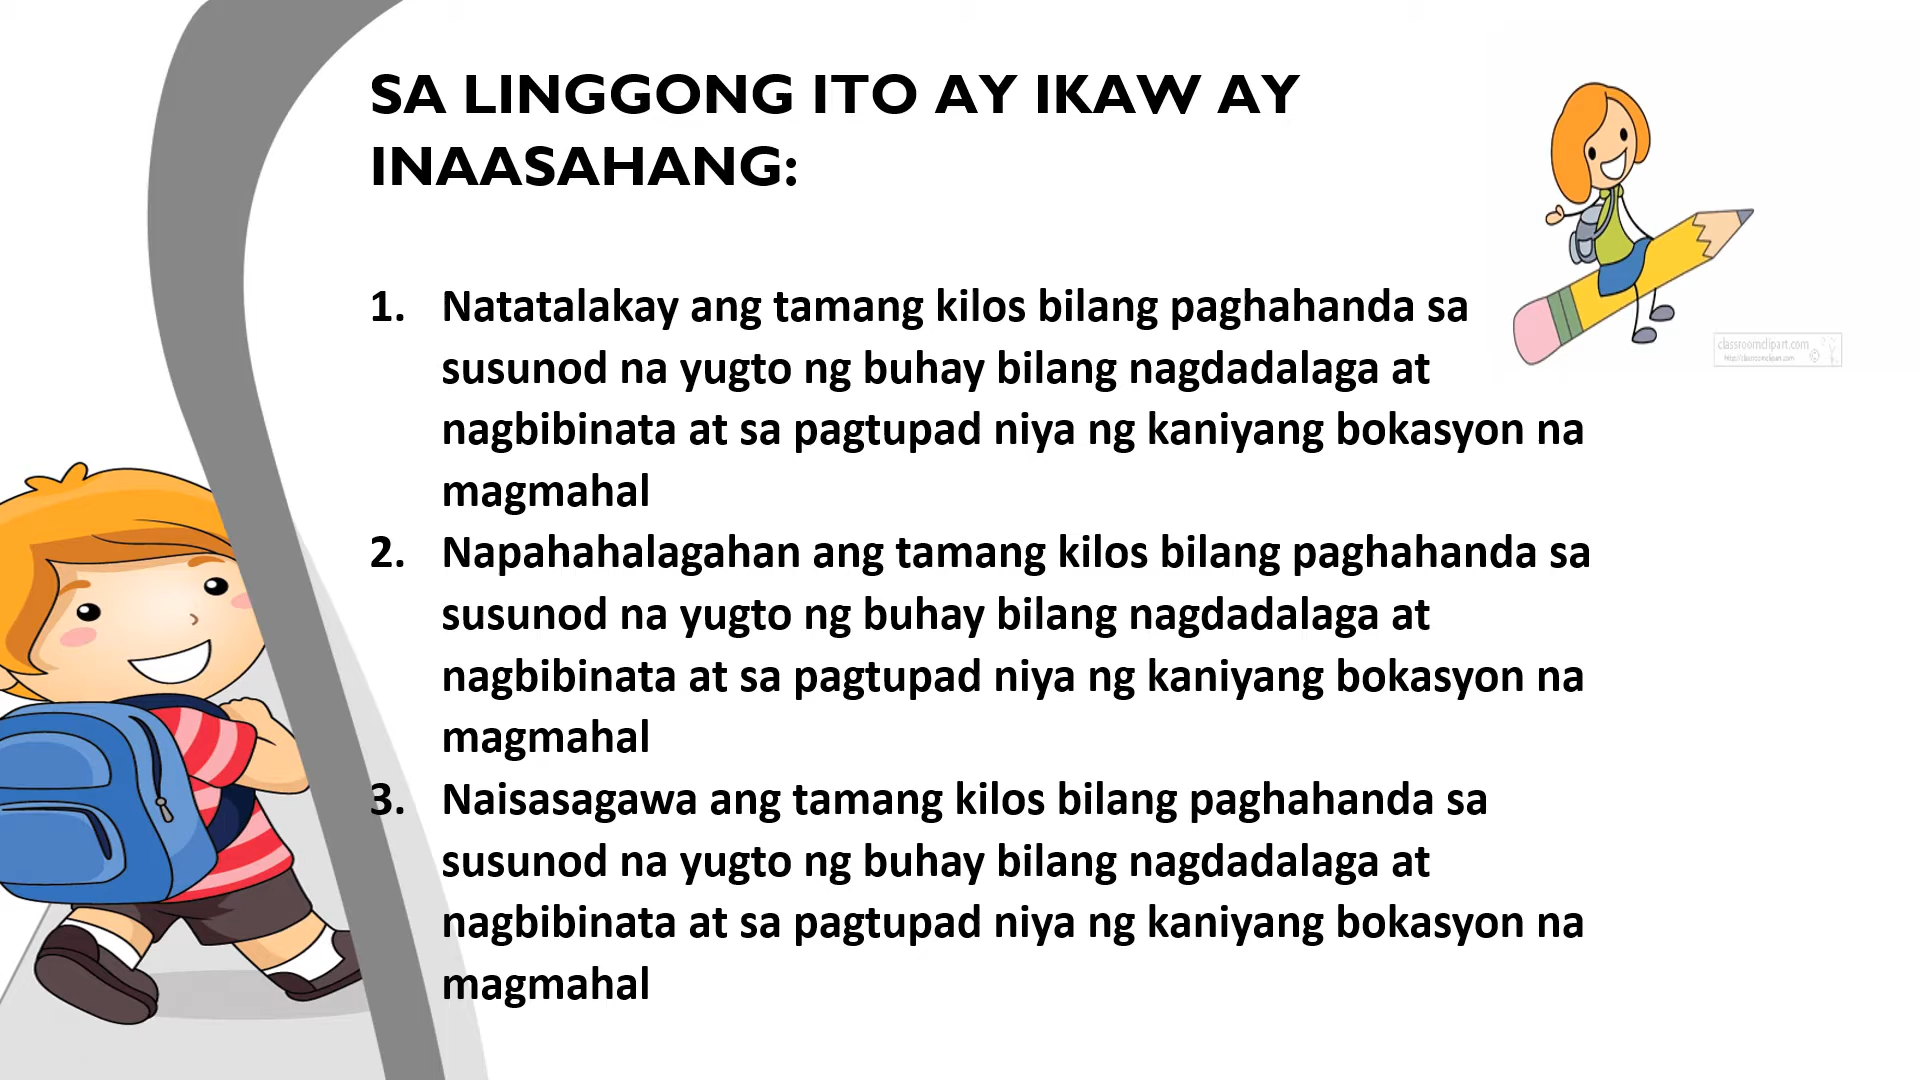 SA LINGGONG ITO AY IKAW AY
INAASAHANG:
1. Natatalakay ang tamang kilos bilang paghahanda sa
susunod na yugto ng buhay bilang nagdadalaga at
nagbibinata at sa pagtupad niya ng kaniyang bokasyon na
magmahal
2. Napahahalagahan ang tamang kilos bilang paghahanda sa
susunod na yugto ng buhay bilang nagdadalaga at
nagbibinata at sa pagtupad niya ng kaniyang bokasyon na
magmahal
3. Naisasagawa ang tamang kilos bilang paghahanda sa
susunod na yugto ng buhay bilang nagdadalaga at
nagbibinata at sa pagtupad niya ng kaniyang bokasyon na
magmahal
classroomclipart.com
http://classroomclipart.com ©